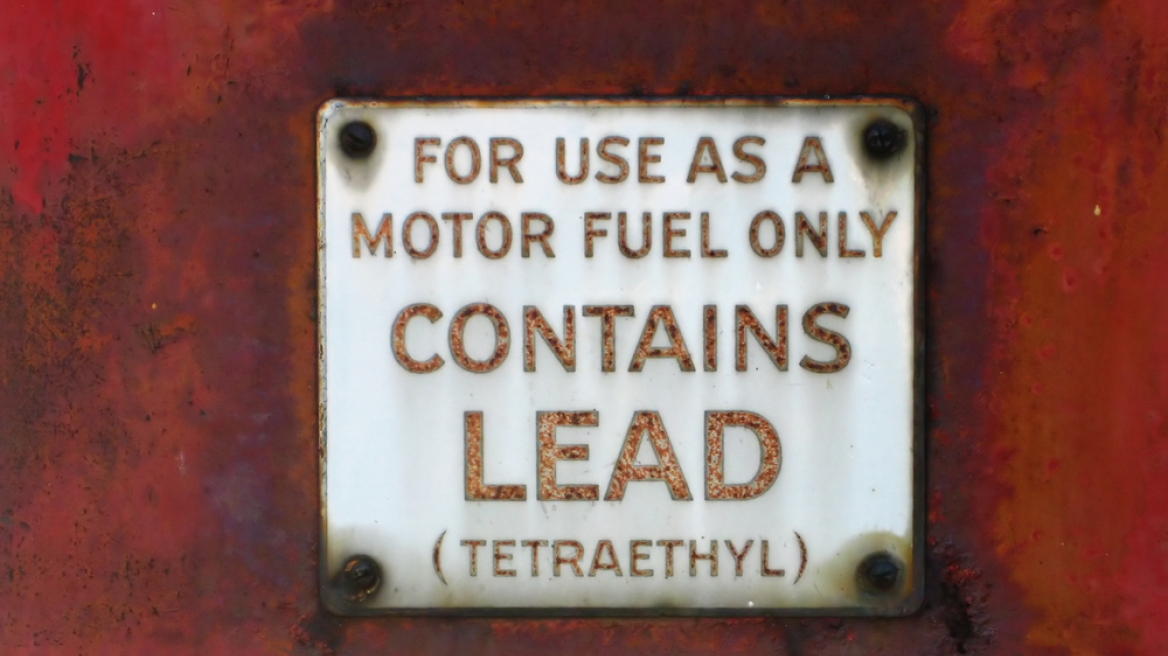 FOR USE AS A
MOTOR FUEL ONLY
CONTAINS
LEAD
(TETRAETHYL)